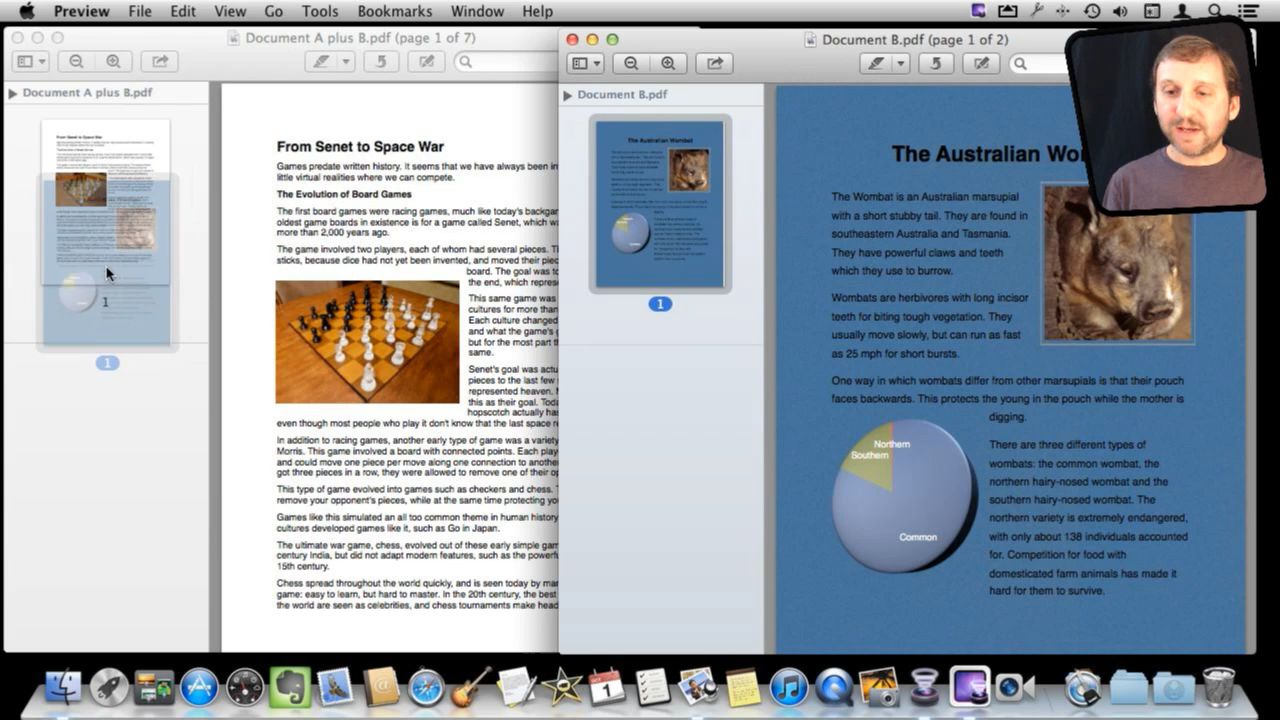 Preview File Edit View Go Tools Bookmarks Window Help
Document A plus B.pdf (page 1 of 7)
Document A plus B.pdf
From Senet to Space War
1
1
From Senet to Space War
Games predate written history. It seems that we have always been in
little virtual realities where we can compete.
The Evolution of Board Games
The first board games were racing games, much like today's backgar
oldest game boards in existence is for a game called Senet, which wa
more than 2,000 years ago.
The game involved two players, each of whom had several pieces. T
sticks, because dice had not yet been invented, and moved their piec
board. The goal was to
the end, which repres
This same game was
cultures for more than
Each culture changed
and what the game's
but for the most part th
same.
Senet's goal was actu
pieces to the last few
represented heaven.
this as their goal. Toda
hopscotch actually ha
even though most people who play it don't know that the last space re
In addition to racing games, another early type of game was a variety
Morris. This game involved a board with connected points. Each play
and could move one piece per move along one connection to anothe
got three pieces in a row, they were allowed to remove one of their op
This type of game evolved into games such as checkers and chess. T
remove your opponent's pieces, while at the same time protecting yo
Games like this simulated an all too common theme in human history
cultures developed games like it, such as Go in Japan.
The ultimate war game, chess, evolved out of these early simple gam
century India, but did not adapt modern features, such as the powerfu
15th century.
Chess spread throughout the world quickly, and is seen today by mar
game: easy to learn, but hard to master. In the 20th century, the best
the world are seen as celebrities, and chess tournaments make head
Document B.pdf (page 1 of 2)
Document B.pdf
The Australian Wombat
1
The Australian Wo
The Wombat is an Australian marsupial
with a short stubby tail. They are found in
southeastern Australia and Tasmania.
They have powerful claws and teeth
which they use to burrow.
Wombats are herbivores with long incisor
teeth for biting tough vegetation. They
usually move slowly, but can run as fast
as 25 mph for short bursts.
One way in which wombats differ from other marsupials is that their pouch
faces backwards. This protects the young in the pouch while the mother is
digging.
Northern
Southern
Common
There are three different types of
wombats: the common wombat, the
northern hairy-nosed wombat and the
southern hairy-nosed wombat. The
northern variety is extremely endangered,
with only about 138 individuals accounted
for. Competition for food with
domesticated farm animals has made it
hard for them to survive.
1